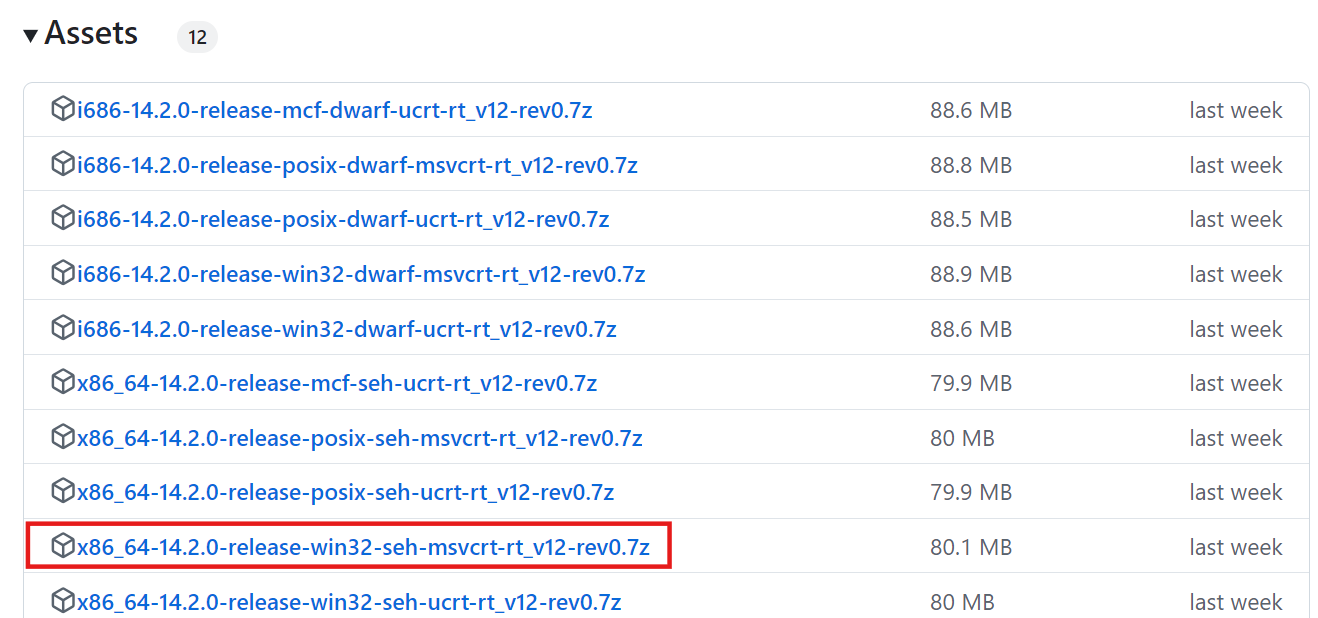 Assets 12
i686-14.2.0-release-mcf-dwarf-ucrt-rt_v12-rev0.7z 88.6 MB last week
i686-14.2.0-release-posix-dwarf-msvcrt-rt_v12-rev0.7z 88.8 MB last week
i686-14.2.0-release-posix-dwarf-ucrt-rt_v12-rev0.7z 88.5 MB last week
i686-14.2.0-release-win32-dwarf-msvcrt-rt_v12-rev0.7z 88.9 MB last week
i686-14.2.0-release-win32-dwarf-ucrt-rt_v12-rev0.7z 88.6 MB last week
x86_64-14.2.0-release-mcf-seh-ucrt-rt_v12-rev0.7z 79.9 MB last week
x86_64-14.2.0-release-posix-seh-msvcrt-rt_v12-rev0.7z 80 MB last week
x86_64-14.2.0-release-posix-seh-ucrt-rt_v12-rev0.7z 79.9 MB last week
x86_64-14.2.0-release-win32-seh-msvcrt-rt_v12-rev0.7z 80.1 MB last week
x86_64-14.2.0-release-win32-seh-ucrt-rt_v12-rev0.7z 80 MB last week